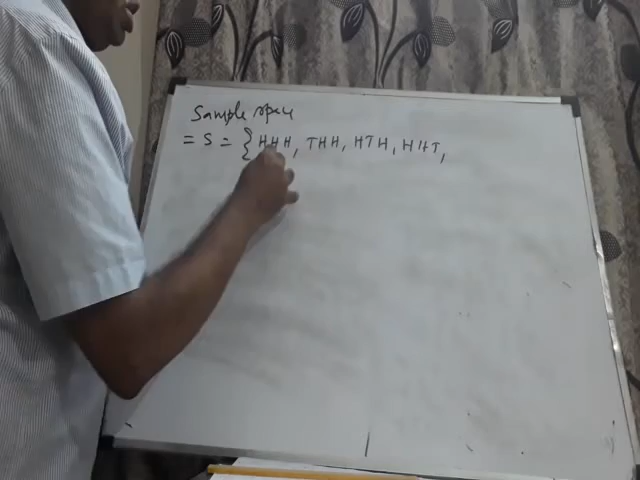 Sample space
= S = { HHH, THH, HTH, HHT,